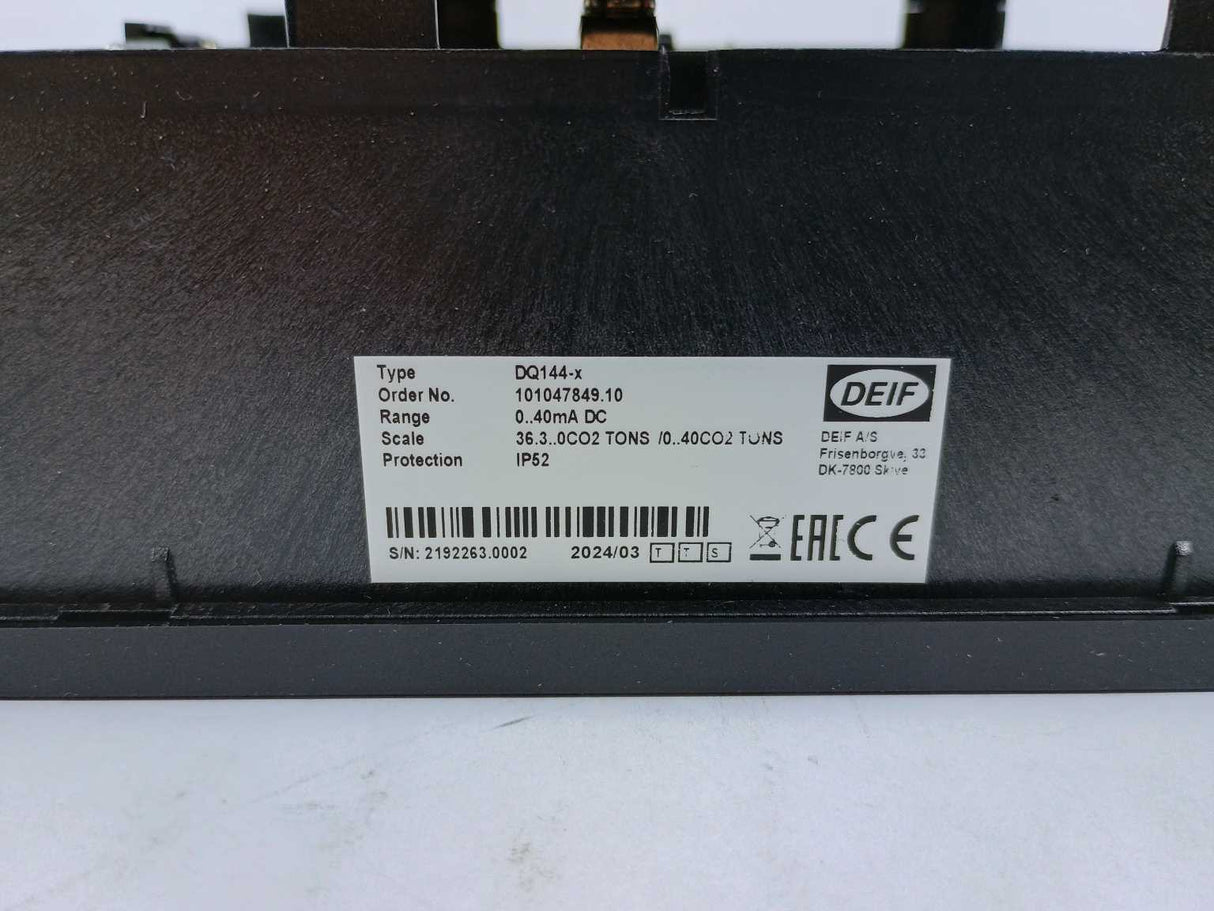 Type DQ144-x
Order No. 101047849.10
Range 0..40mA DC
Scale 36.3..0CO2 TONS /0..40CO2 TONS
Protection IP52
DEIF
DEIF A/S
Frisenborgvej 33
DK-7800 Skive
S/N: 2192263.0002 2024/03 T T S
EAC CE